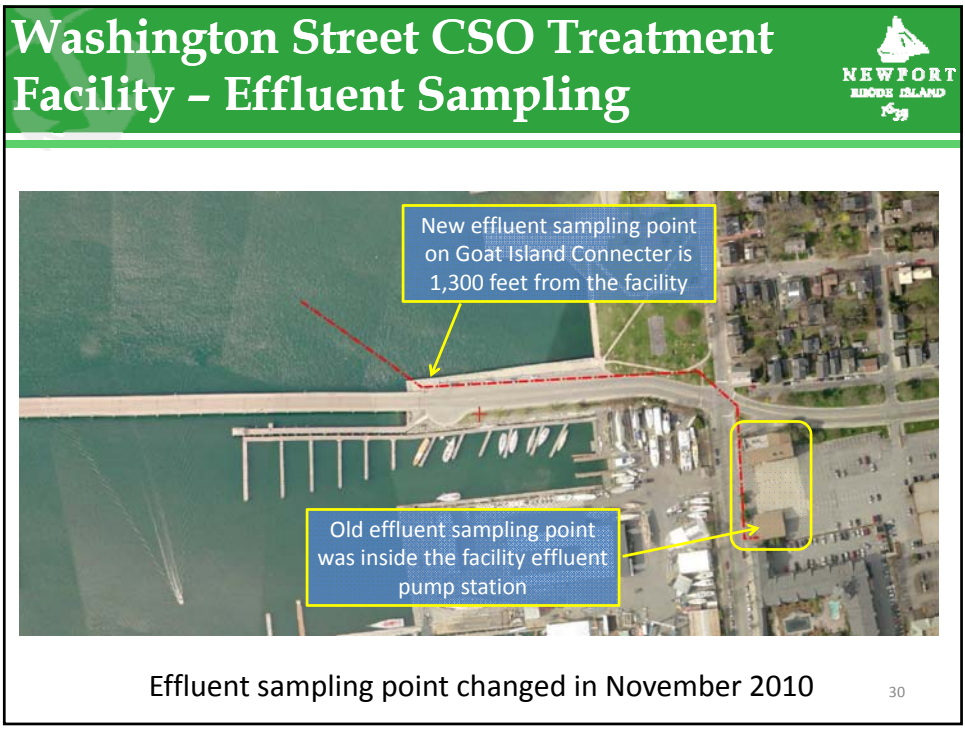 Washington Street CSO Treatment
Facility – Effluent Sampling
NEWPORT
RHODE ISLAND
1639
New effluent sampling point
on Goat Island Connecter is
1,300 feet from the facility
Old effluent sampling point
was inside the facility effluent
pump station
Effluent sampling point changed in November 2010
30